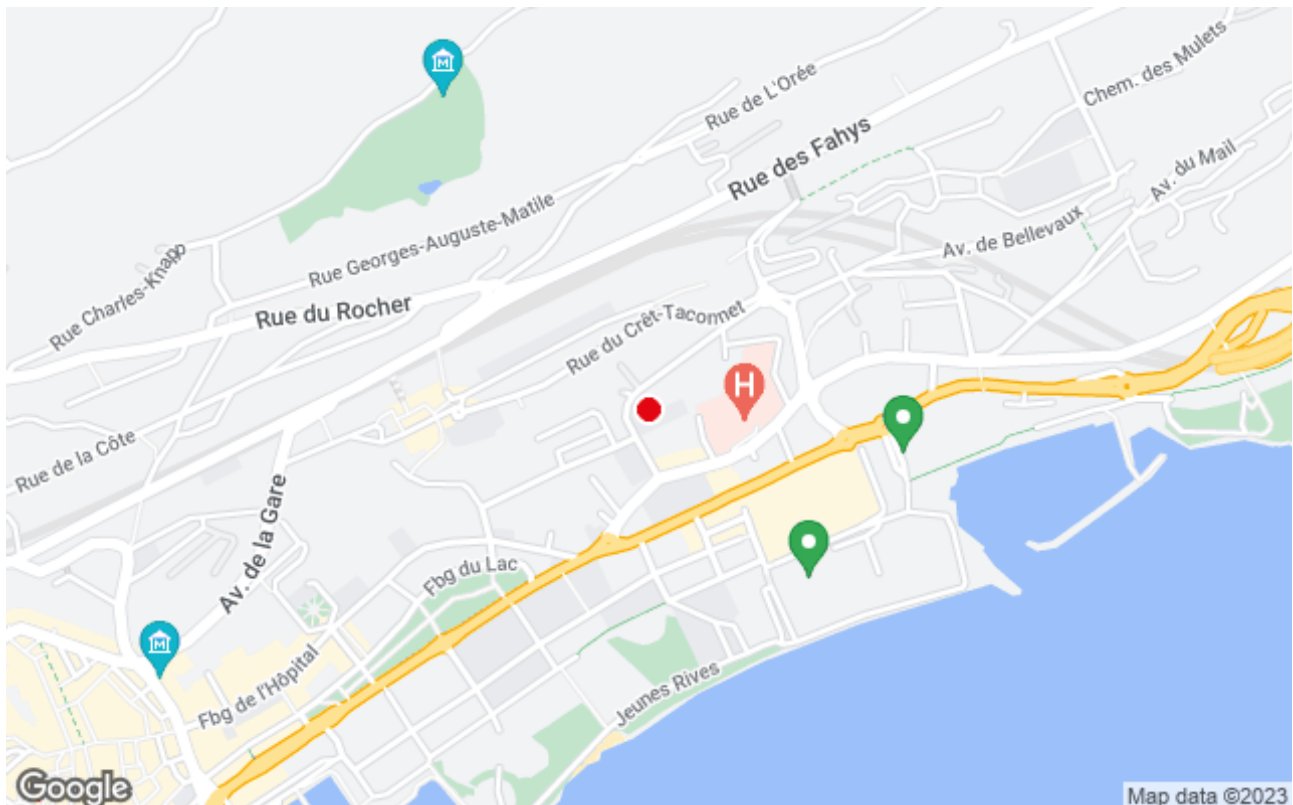 M
Rue de L'Orée
Chem. des Mulets
Rue des Fahys
Av. du Mail
Rue Georges-Auguste-Matile
Av. de Bellevaux
Rue Charles-Knapp
Rue du Rocher
Rue du Crêt-Taconnet
H
Rue de la Côte
Av. de la Gare
Fbg du Lac
M
Fbg de l'Hôpital
Jeunes Rives
Google
Map data ©2023